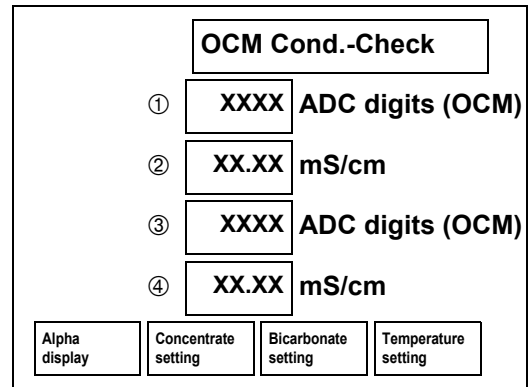 OCM Cond.-Check
① XXXX ADC digits (OCM)
② XX.XX mS/cm
③ XXXX ADC digits (OCM)
④ XX.XX mS/cm
Alpha display
Concentrate setting
Bicarbonate setting
Temperature setting